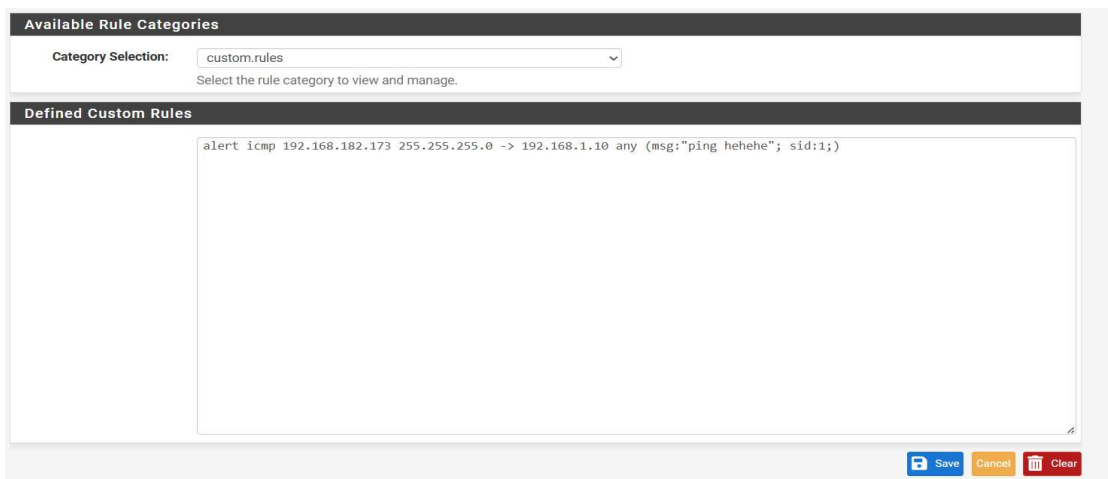 Available Rule Categories
Category Selection:
custom.rules
Select the rule category to view and manage.
Defined Custom Rules
alert icmp 192.168.182.173 255.255.255.0 -> 192.168.1.10 any (msg:"ping hehehe"; sid:1;)
Save Cancel Clear